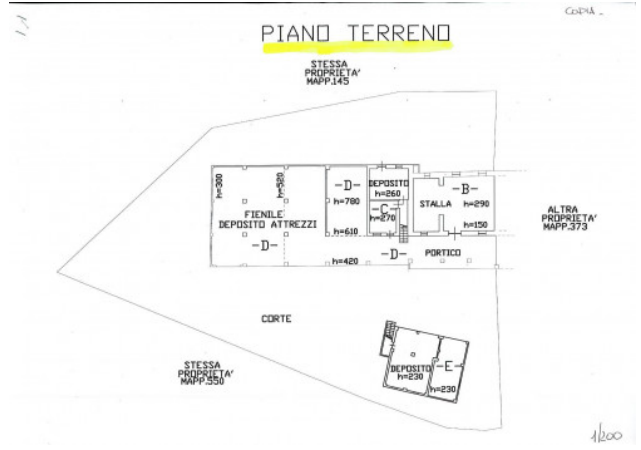 COPIA -
PIANO TERRENO
STESSA
PROPRIETA'
MAPP.145
h=300
h=520
-D-
h=780
h=610
DEPOSITO
h=260
-C-
h=270
STALLA
-B-
h=290
h=150
FIENILE
DEPOSITO ATTREZZI
-D-
h=420
-D-
PORTICO
ALTRA
PROPRIETA'
MAPP.373
CORTE
STESSA
PROPRIETA'
MAPP.550
DEPOSITO
h=230
-E-
h=230
1/200